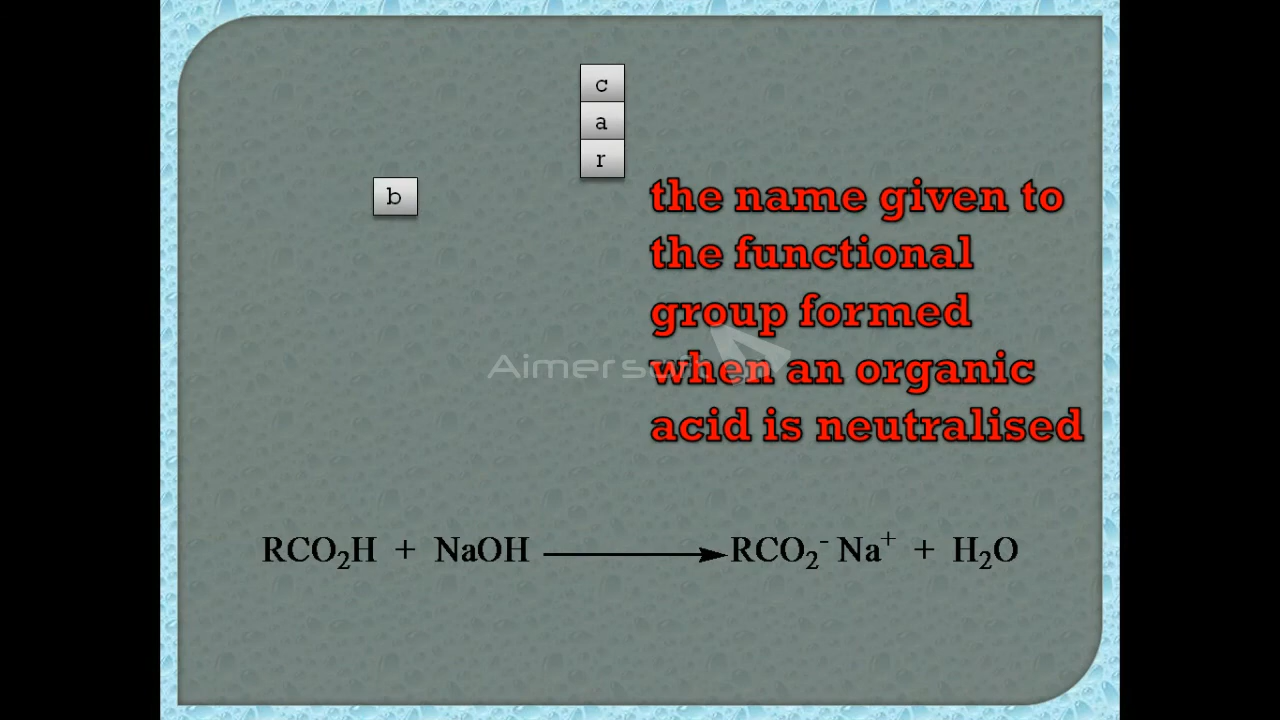 c
a
r
b
the name given to
the functional
group formed
when an organic
acid is neutralised
Aimersoft
RCO₂H + NaOH ⟶ RCO₂⁻ Na⁺ + H₂O